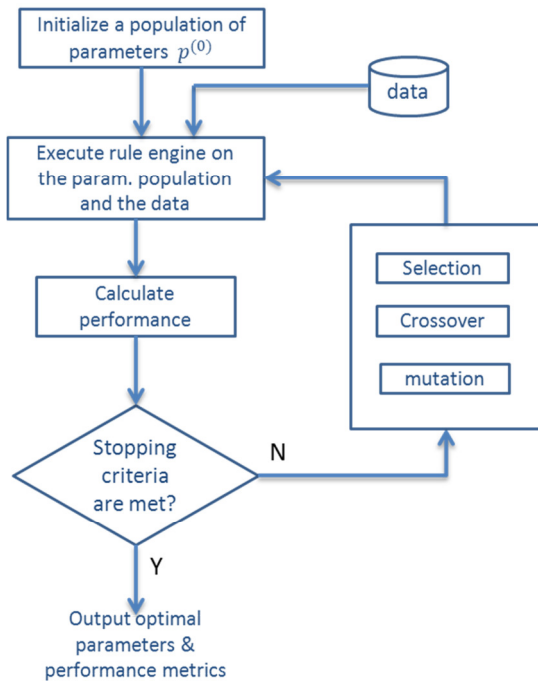 Initialize a population of
parameters p^(0)
data
Execute rule engine on
the param. population
and the data
Selection
Calculate
performance
Crossover
mutation
Stopping
criteria
are met?
N
Y
Output optimal
parameters &
performance metrics